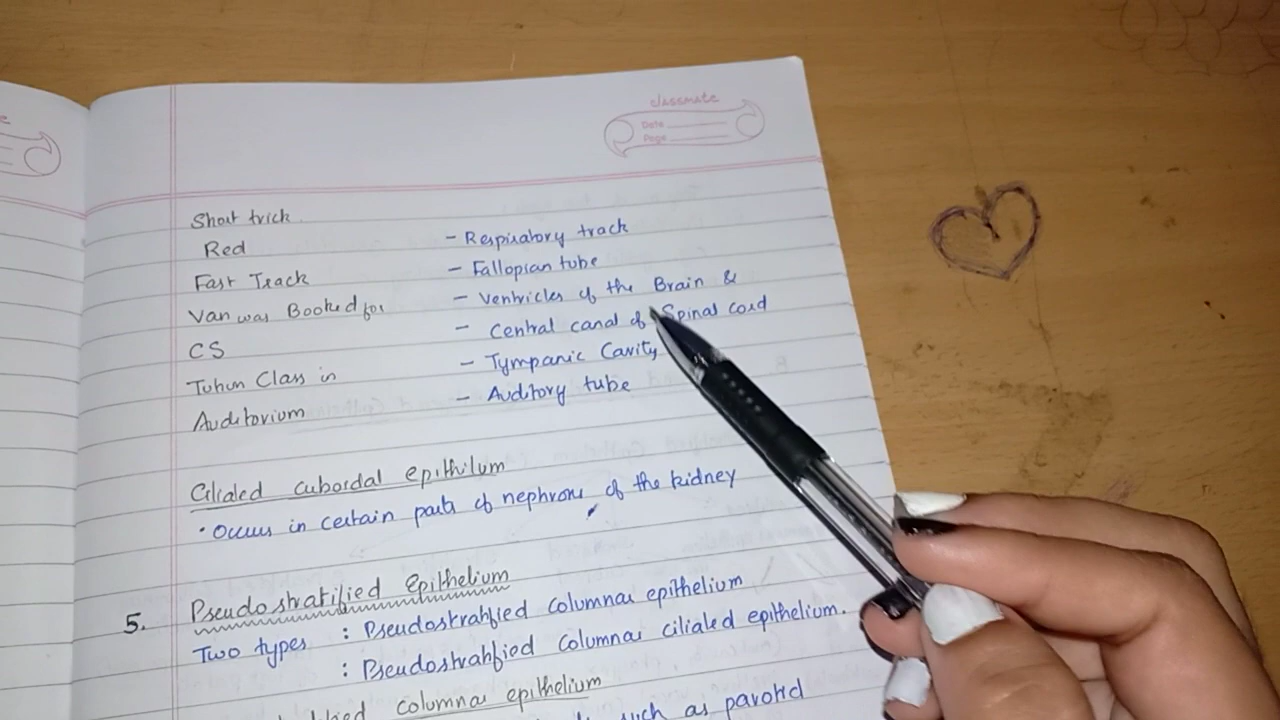 e
classmate
Date
Page
Short trick
Red - Respiratory track
Fast Track - Fallopian tube
Van was Booked for - Ventricles of the Brain &
CS - Central canal of Spinal cord
Tuhun Class in - Tympanic Cavity
Auditorium - Auditory tube
Ciliated cuboidal epithilum
• Occurs in certain parts of nephrons of the kidney
5. Pseudostratified Epithelium
Two types : Pseudostratified columnar epithelium
: Pseudostratified columnar ciliated epithelium.
columnar epithelium
such as parotid